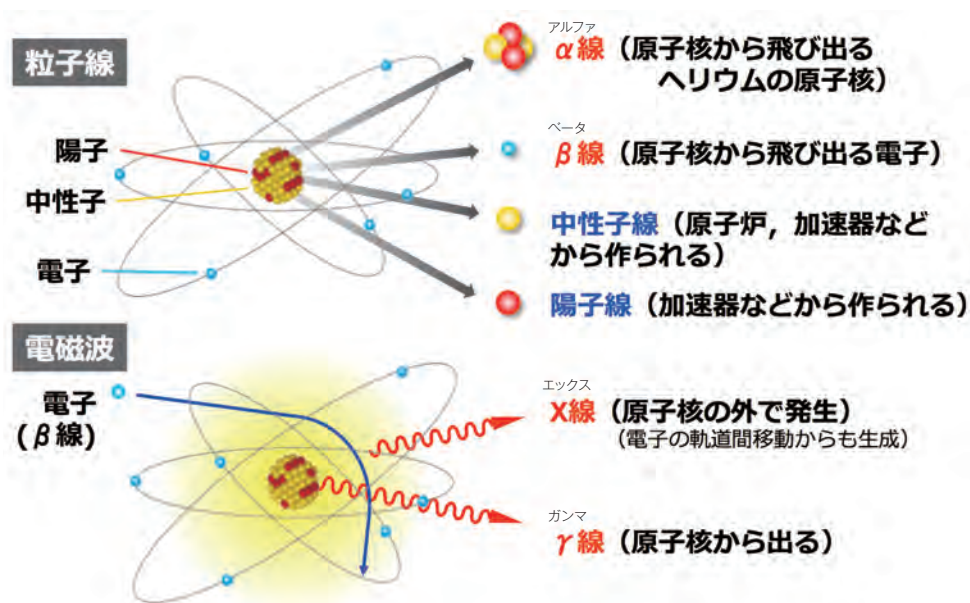 粒子線
アルファ
α線（原子核から飛び出る
ヘリウムの原子核）
陽子
中性子
電子
ベータ
β線（原子核から飛び出る電子）
中性子線（原子炉，加速器など
から作られる）
陽子線（加速器などから作られる）
電磁波
電子
(β線)
エックス
X線（原子核の外で発生）
（電子の軌道間移動からも生成）
ガンマ
γ線（原子核から出る）